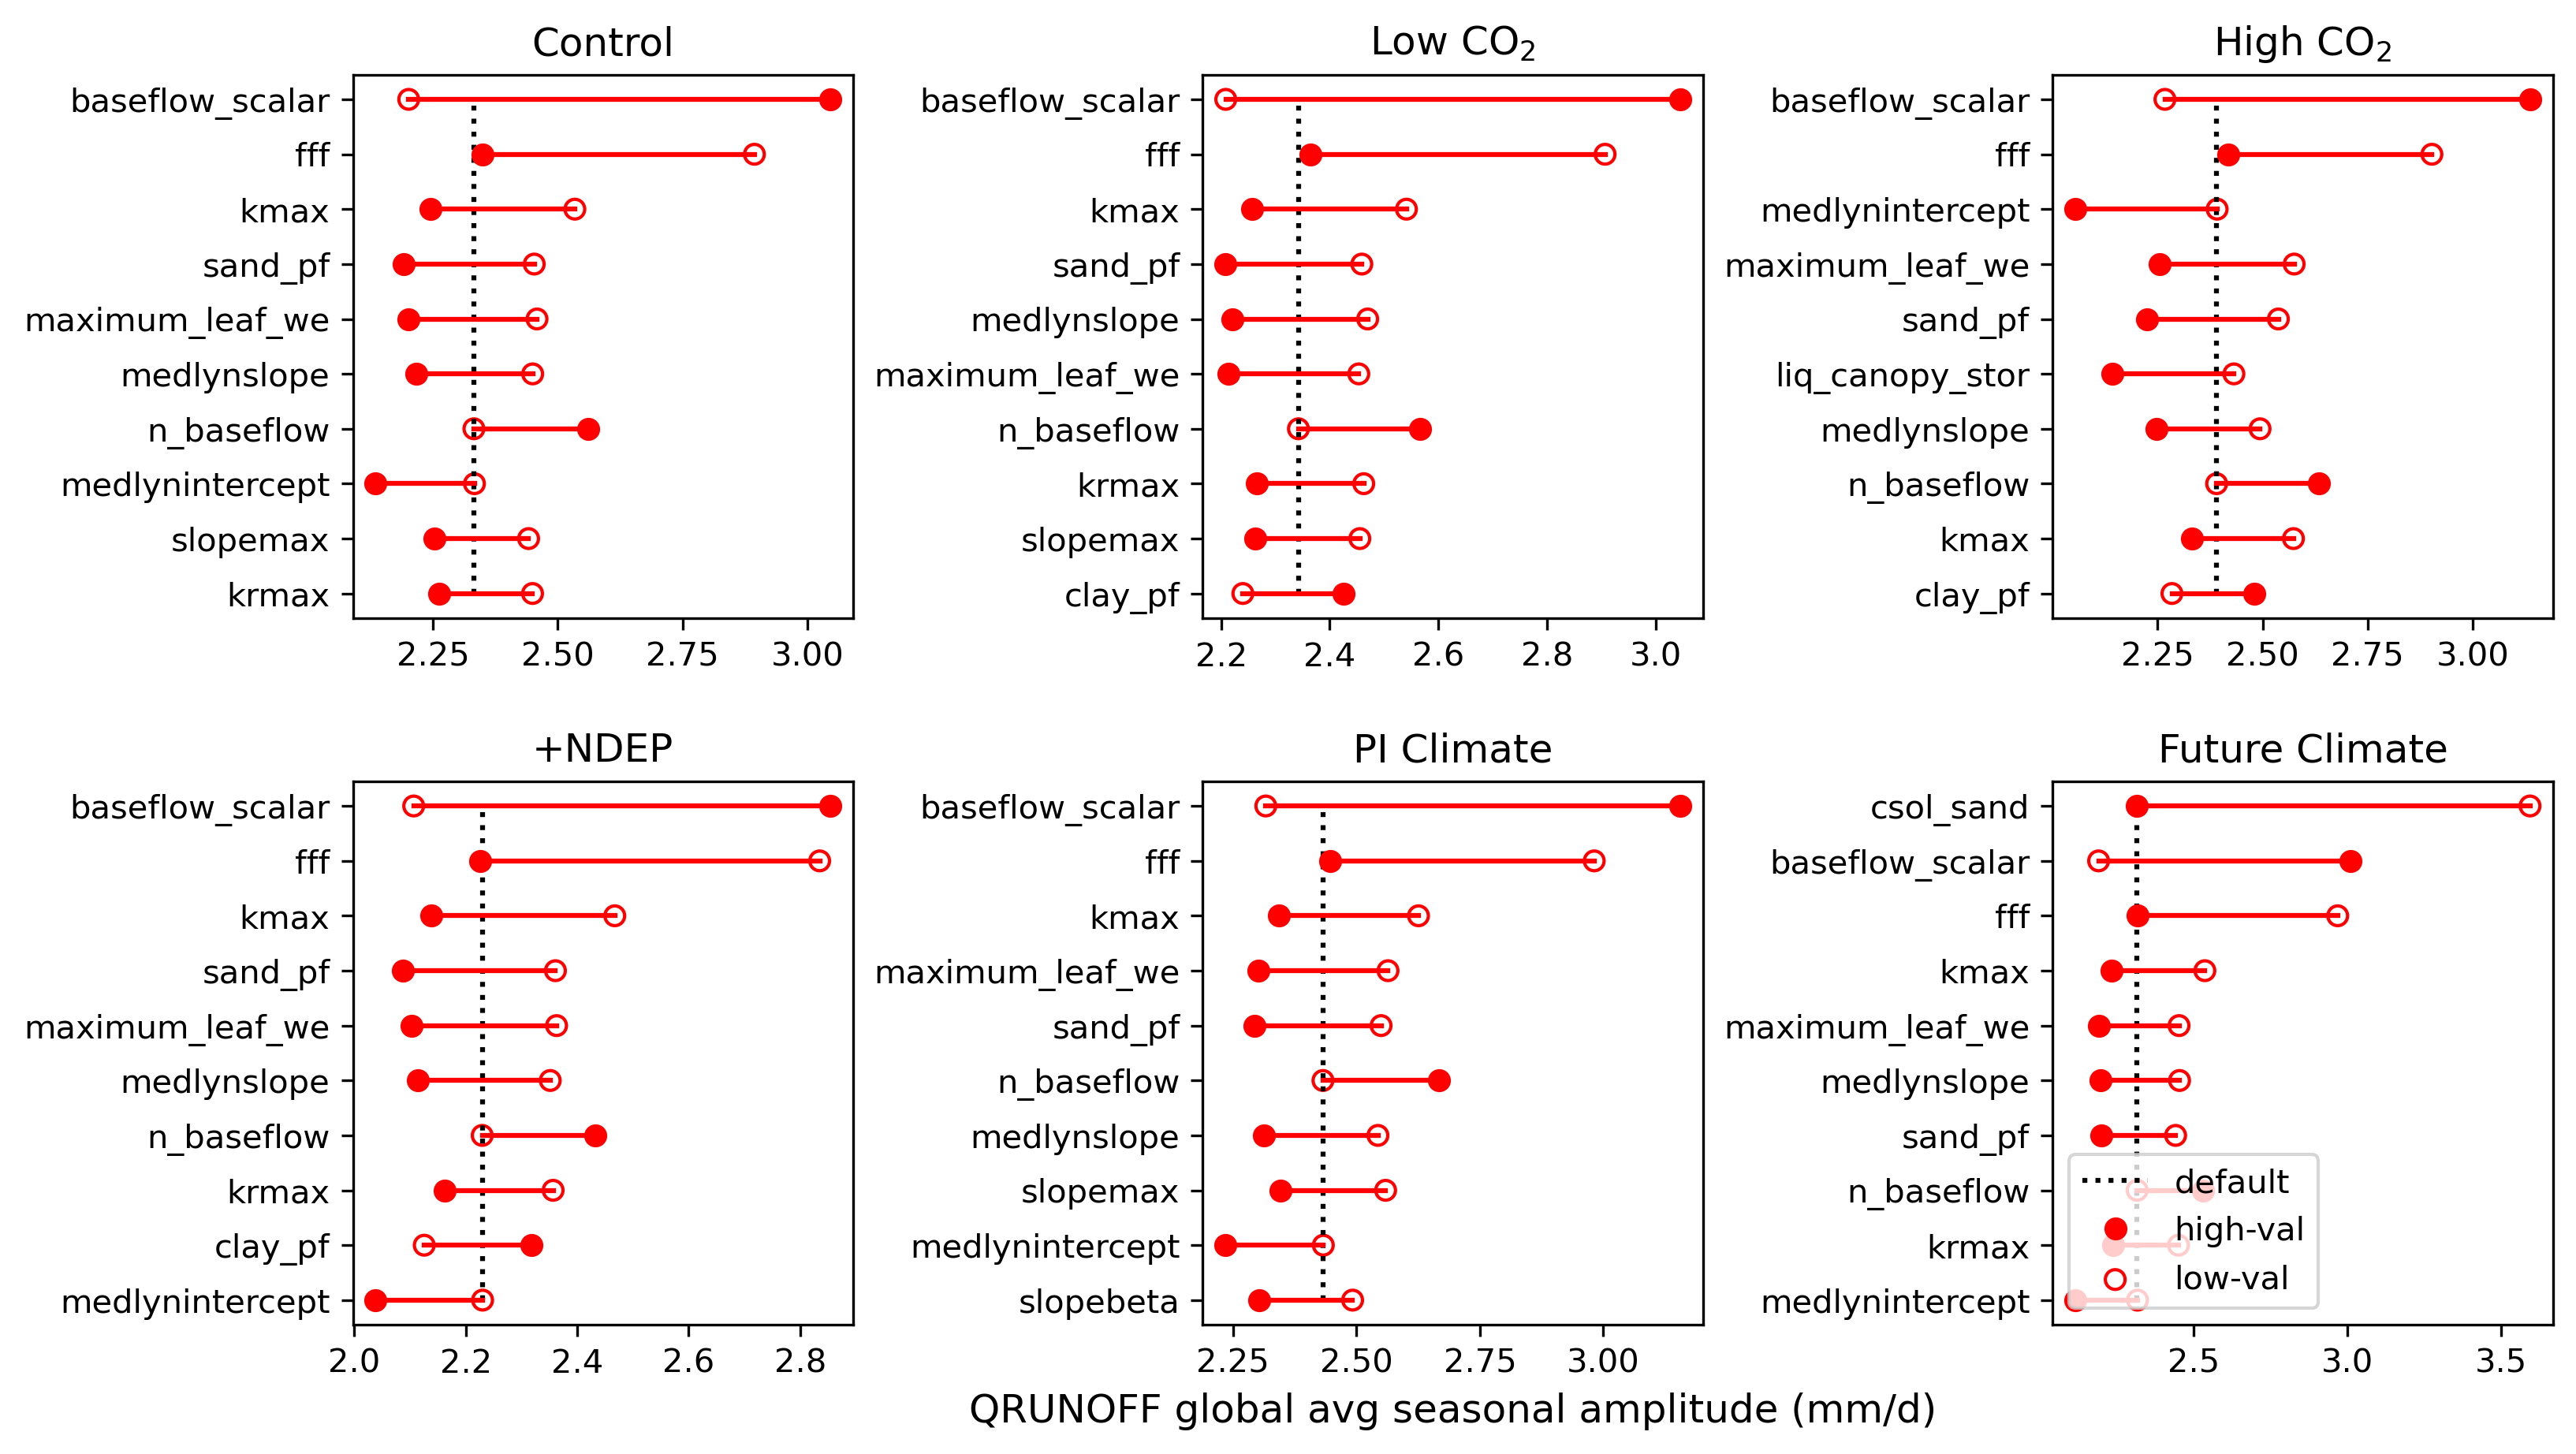 Control
baseflow_scalar
fff
kmax
sand_pf
maximum_leaf_we
medlynslope
n_baseflow
medlynintercept
slopemax
krmax
2.25 2.50 2.75 3.00
Low CO₂
baseflow_scalar
fff
kmax
sand_pf
medlynslope
maximum_leaf_we
n_baseflow
krmax
slopemax
clay_pf
2.2 2.4 2.6 2.8 3.0
High CO₂
baseflow_scalar
fff
medlynintercept
maximum_leaf_we
sand_pf
liq_canopy_stor
medlynslope
n_baseflow
kmax
clay_pf
2.25 2.50 2.75 3.00
+NDEP
baseflow_scalar
fff
kmax
sand_pf
maximum_leaf_we
medlynslope
n_baseflow
krmax
clay_pf
medlynintercept
2.0 2.2 2.4 2.6 2.8
PI Climate
baseflow_scalar
fff
kmax
maximum_leaf_we
sand_pf
n_baseflow
medlynslope
slopemax
medlynintercept
slopebeta
2.25 2.50 2.75 3.00
Future Climate
csol_sand
baseflow_scalar
fff
kmax
maximum_leaf_we
medlynslope
sand_pf
n_baseflow
krmax
medlynintercept
default
high-val
low-val
2.5 3.0 3.5
QRUNOFF global avg seasonal amplitude (mm/d)